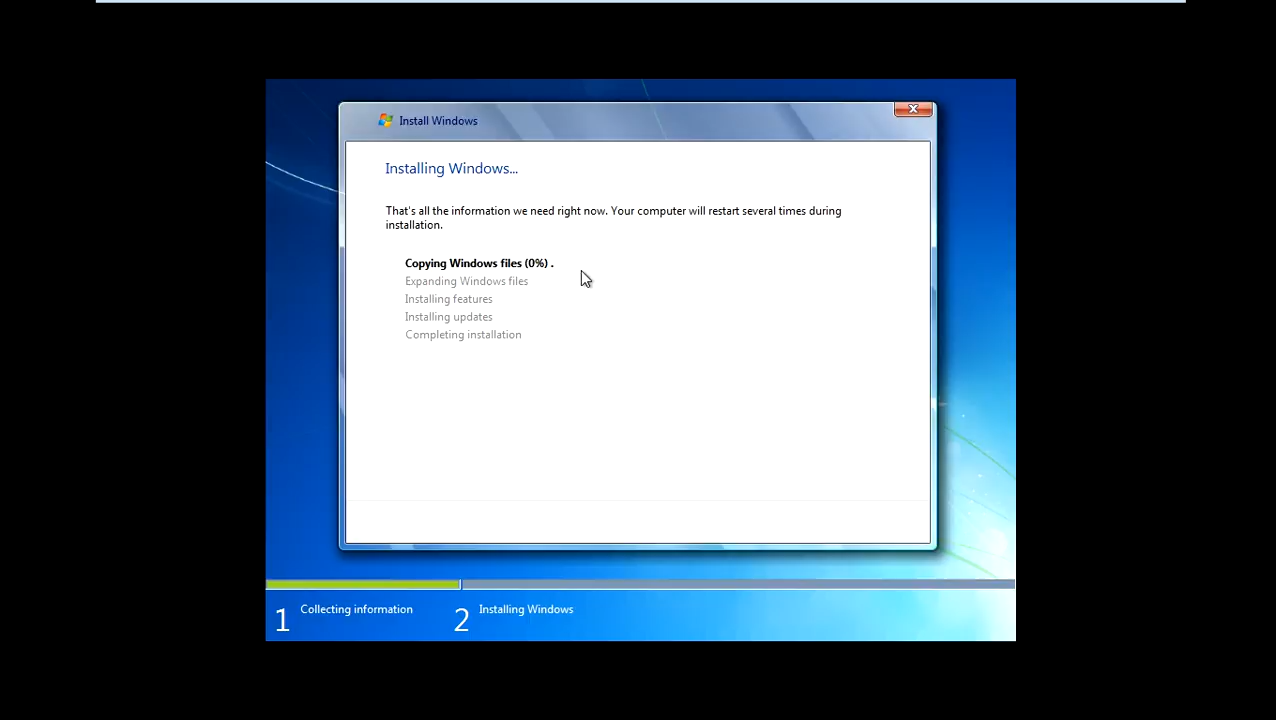 Install Windows
Installing Windows...
That's all the information we need right now. Your computer will restart several times during
installation.
Copying Windows files (0%) .
Expanding Windows files
Installing features
Installing updates
Completing installation
1 Collecting information
2 Installing Windows